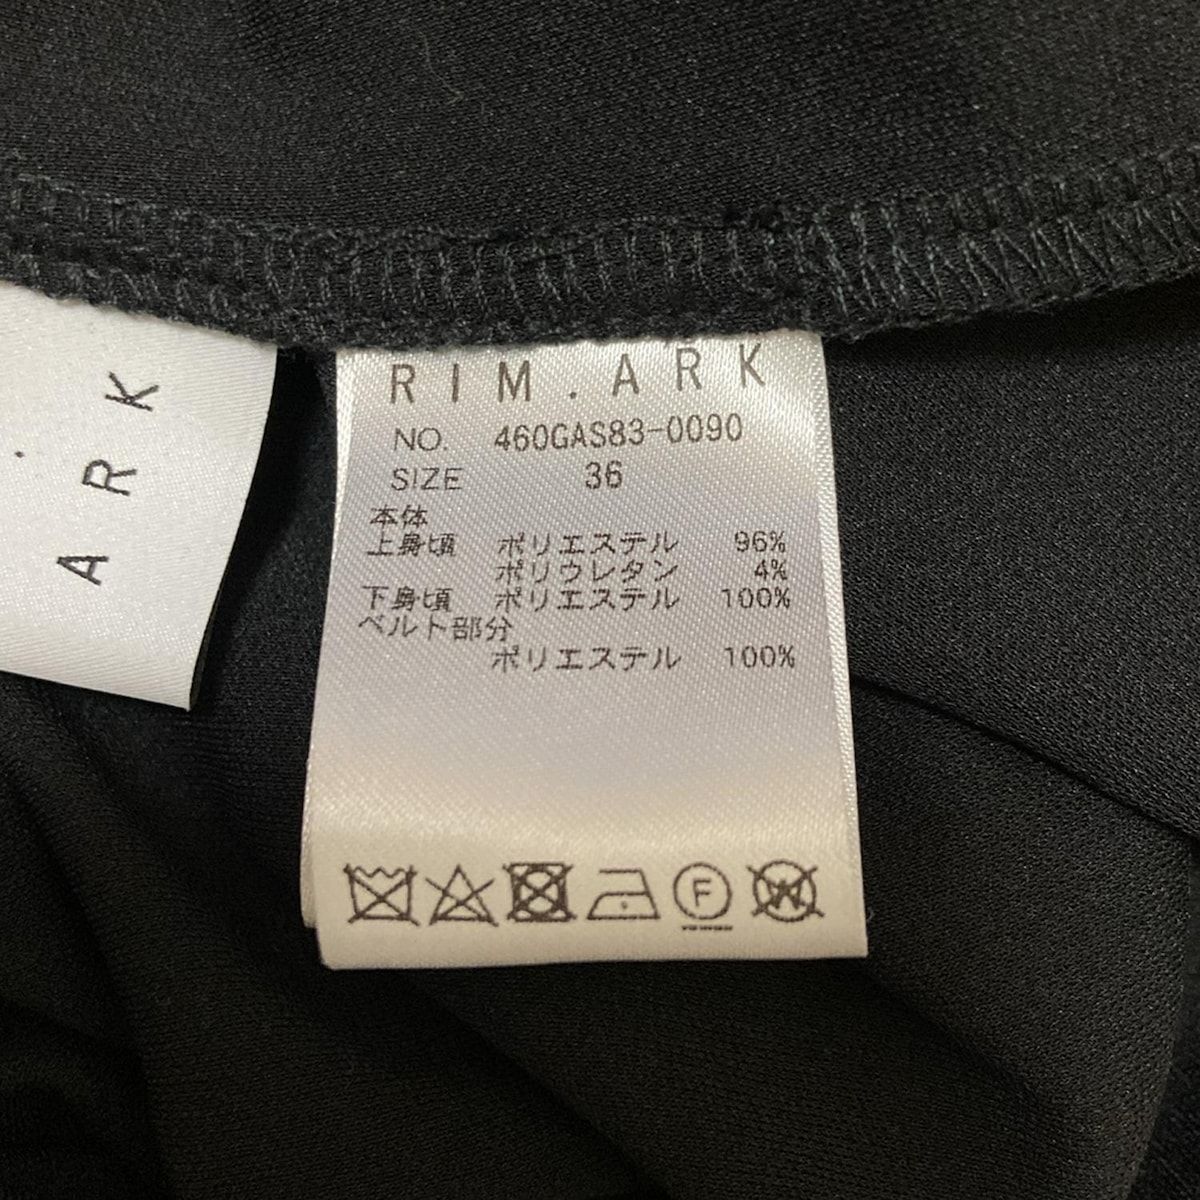 . ARK
RIM.ARK
NO. 460GAS83-0090
SIZE 36
本体
上身頃 ポリエステル 96%
ポリウレタン 4%
下身頃 ポリエステル 100%
ベルト部分
ポリエステル 100%
F W